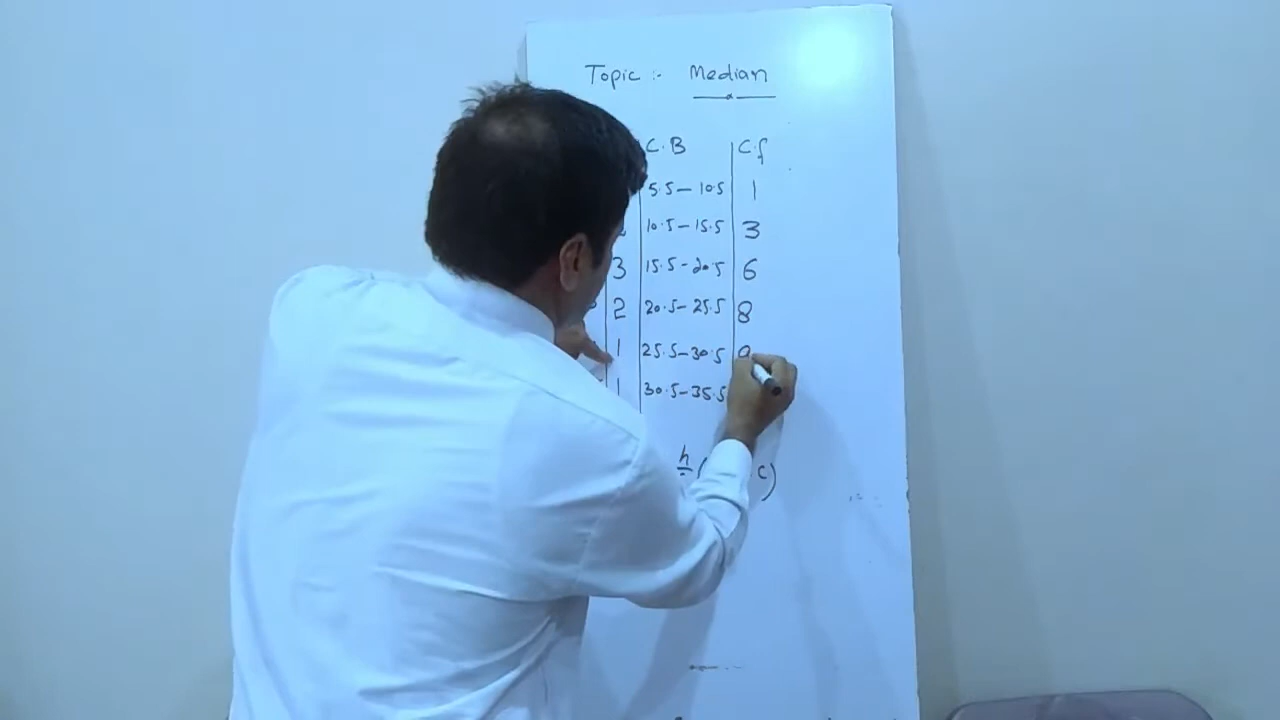 Topic :- Median
C.B C.f
5.5 – 10.5 1
10.5 – 15.5 3
3 15.5 – 20.5 6
2 20.5 – 25.5 8
1 25.5 – 30.5 9
1 30.5 – 35.5
h ( C)